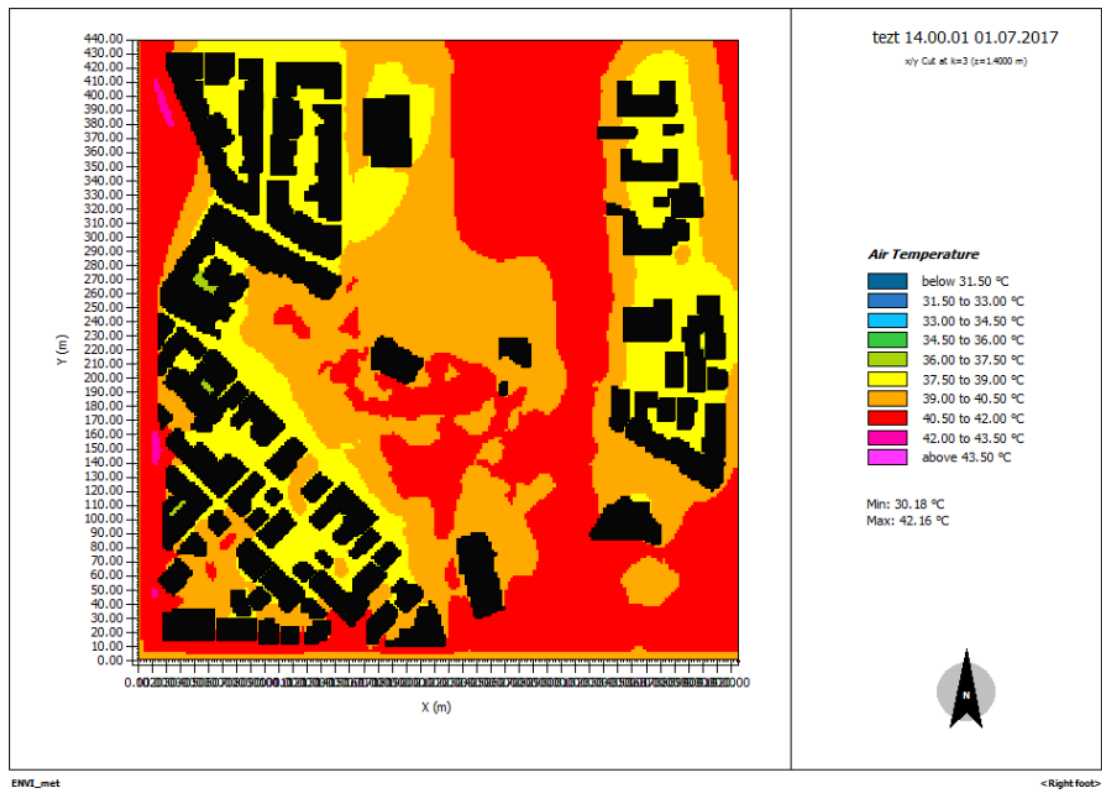 tezt 14.00.01 01.07.2017
x/y Cut at k=3 (z=1.4000 m)
440.00
430.00
420.00
410.00
400.00
390.00
380.00
370.00
360.00
350.00
340.00
330.00
320.00
310.00
300.00
290.00
280.00
270.00
260.00
250.00
240.00
230.00
220.00
210.00
200.00
190.00
180.00
170.00
160.00
150.00
140.00
130.00
120.00
110.00
100.00
90.00
80.00
70.00
60.00
50.00
40.00
30.00
20.00
10.00
0.00
Y (m)
X (m)
Air Temperature
below 31.50 °C
31.50 to 33.00 °C
33.00 to 34.50 °C
34.50 to 36.00 °C
36.00 to 37.50 °C
37.50 to 39.00 °C
39.00 to 40.50 °C
40.50 to 42.00 °C
42.00 to 43.50 °C
above 43.50 °C
Min: 30.18 °C
Max: 42.16 °C
N
ENVI_met
<Right foot>